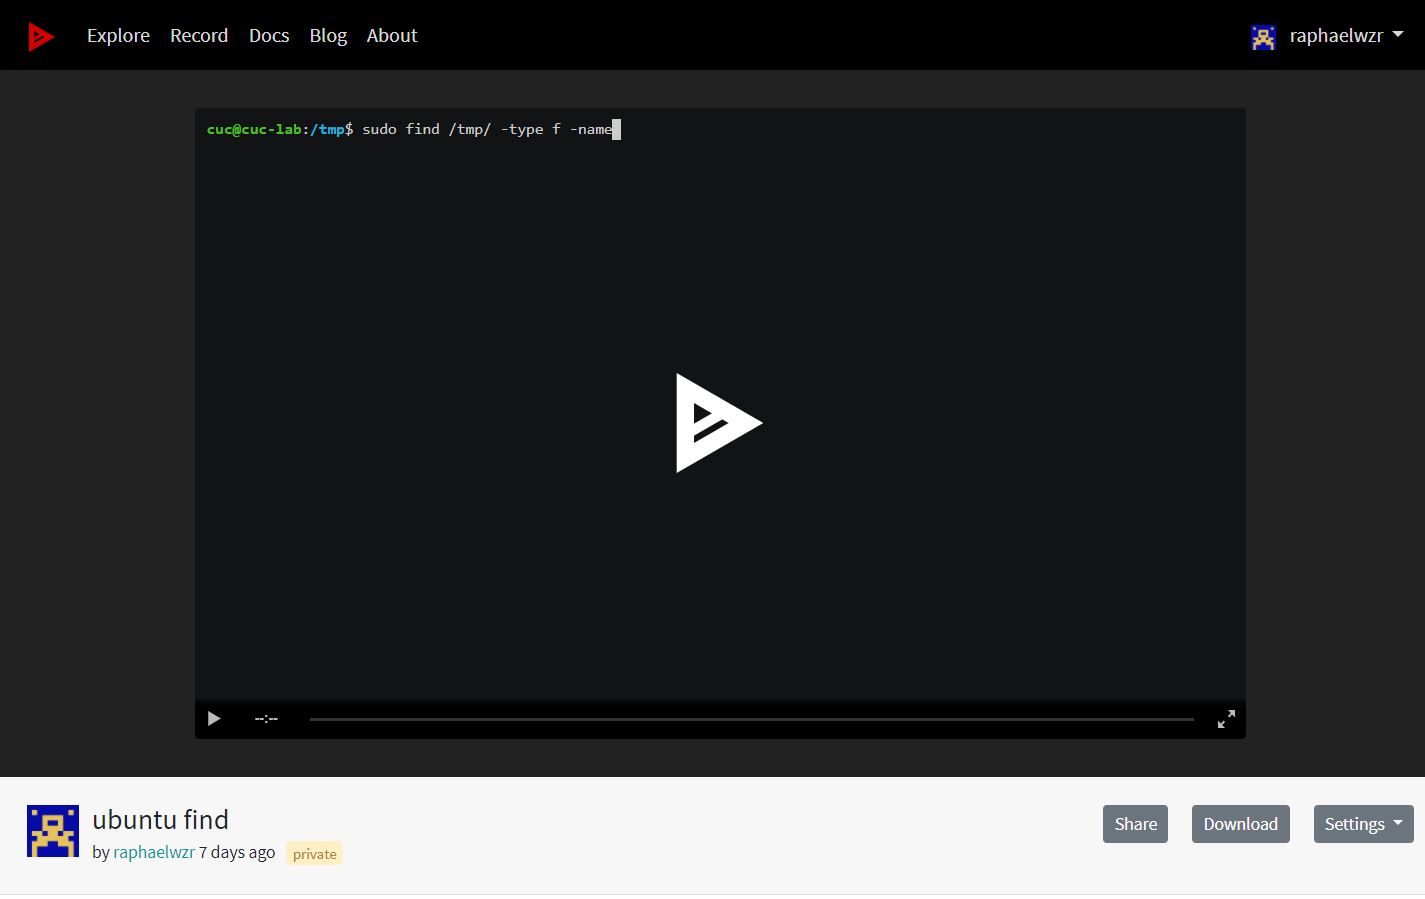 Explore Record Docs Blog About raphaelwzr
cuc@cuc-lab:/tmp$ sudo find /tmp/ -type f -name
--:--
ubuntu find
by raphaelwzr 7 days ago private
Share Download Settings